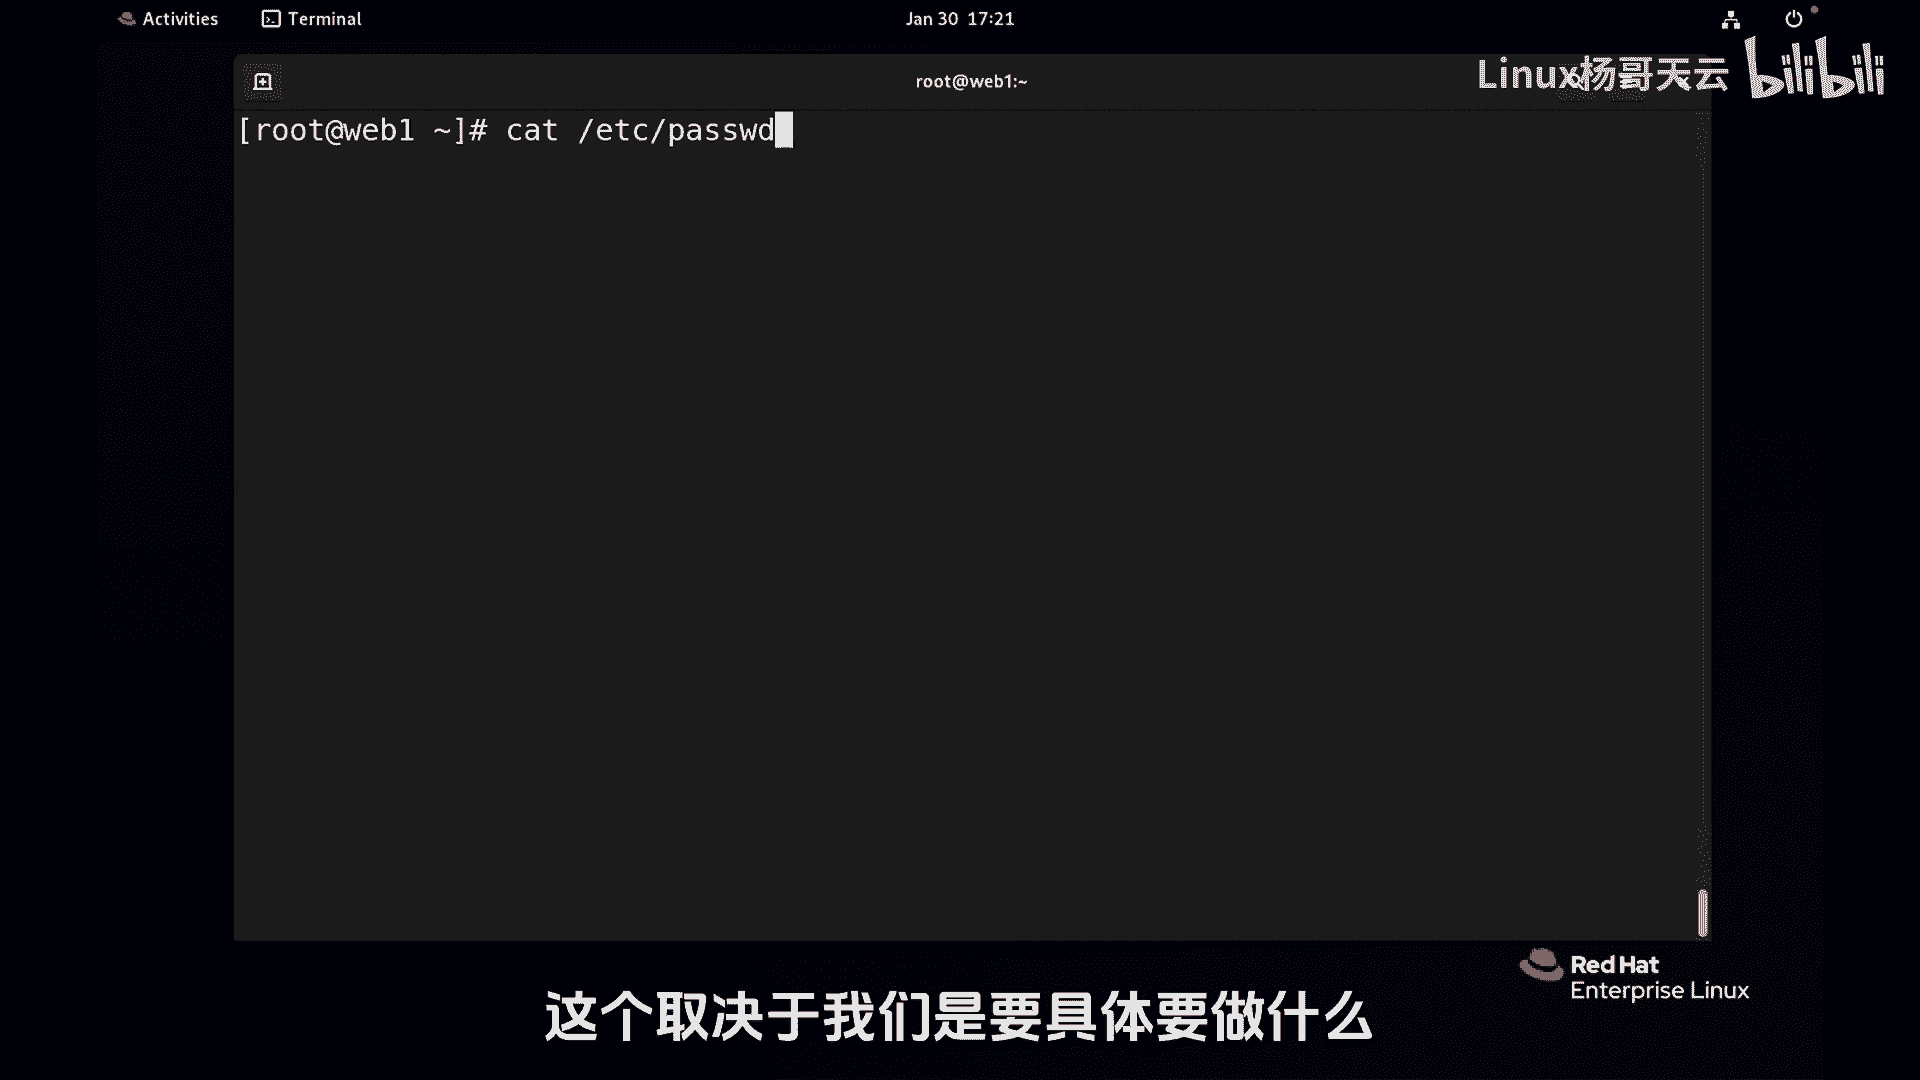 Activities Terminal Jan 30 17:21
root@web1:~
Linux杨哥天云 bilibili
[root@web1 ~]# cat /etc/passwd
Red Hat
Enterprise Linux
这个取决于我们是要具体要做什么